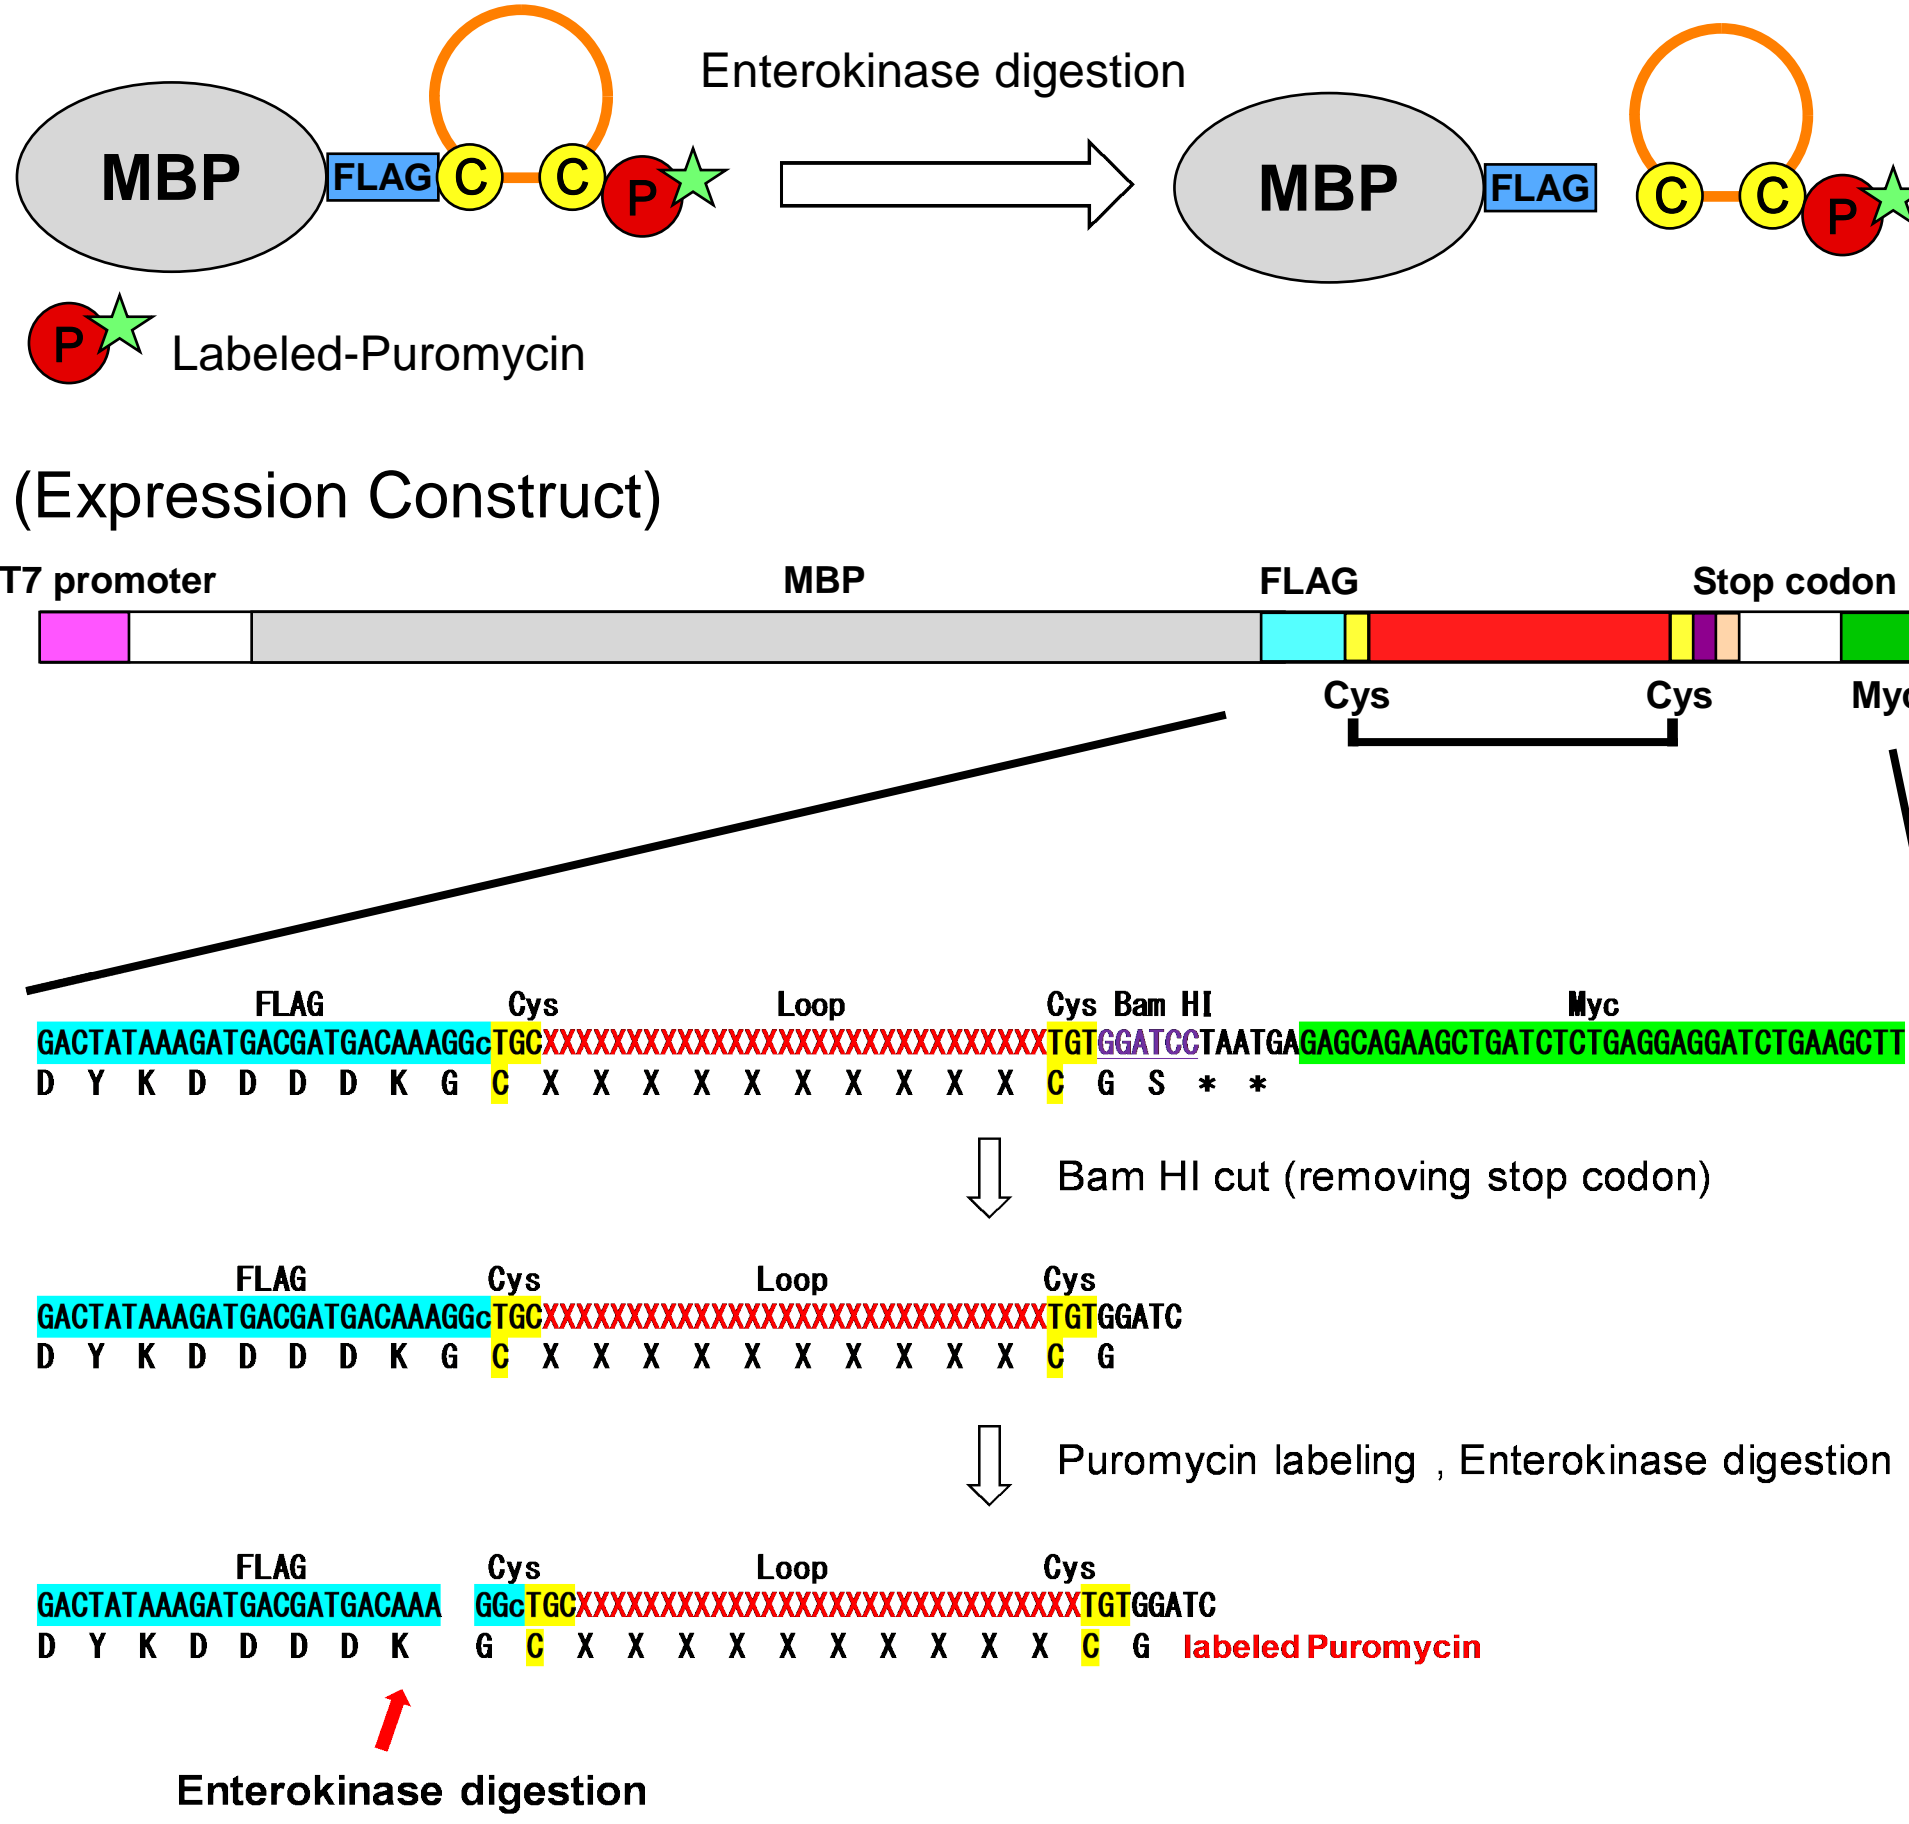 Enterokinase digestion
MBP FLAG C C P
MBP FLAG C C P
P Labeled-Puromycin
(Expression Construct)
T7 promoter MBP FLAG Stop codon
Cys Cys Myc
FLAG Cys Loop Cys Bam HI Myc
GACTATAAAGATGACGATGACAAAGGcTGCXXXXXXXXXXXXXXXXXXXXXXXXXXXXXXTGTGGATCCTAATGAGAGCAGAAGCTGATCTCTGAGGAGGATCTGAAGCTT
D Y K D D D D K G C X X X X X X X X X X C G S * *
Bam HI cut (removing stop codon)
FLAG Cys Loop Cys
GACTATAAAGATGACGATGACAAAGGcTGCXXXXXXXXXXXXXXXXXXXXXXXXXXXXXXTGTGGATC
D Y K D D D D K G C X X X X X X X X X X C G
Puromycin labeling , Enterokinase digestion
FLAG Cys Loop Cys
GACTATAAAGATGACGATGACAAA GGcTGCXXXXXXXXXXXXXXXXXXXXXXXXXXXXXXTGTGGATC
D Y K D D D D K G C X X X X X X X X X X C G labeled Puromycin
Enterokinase digestion